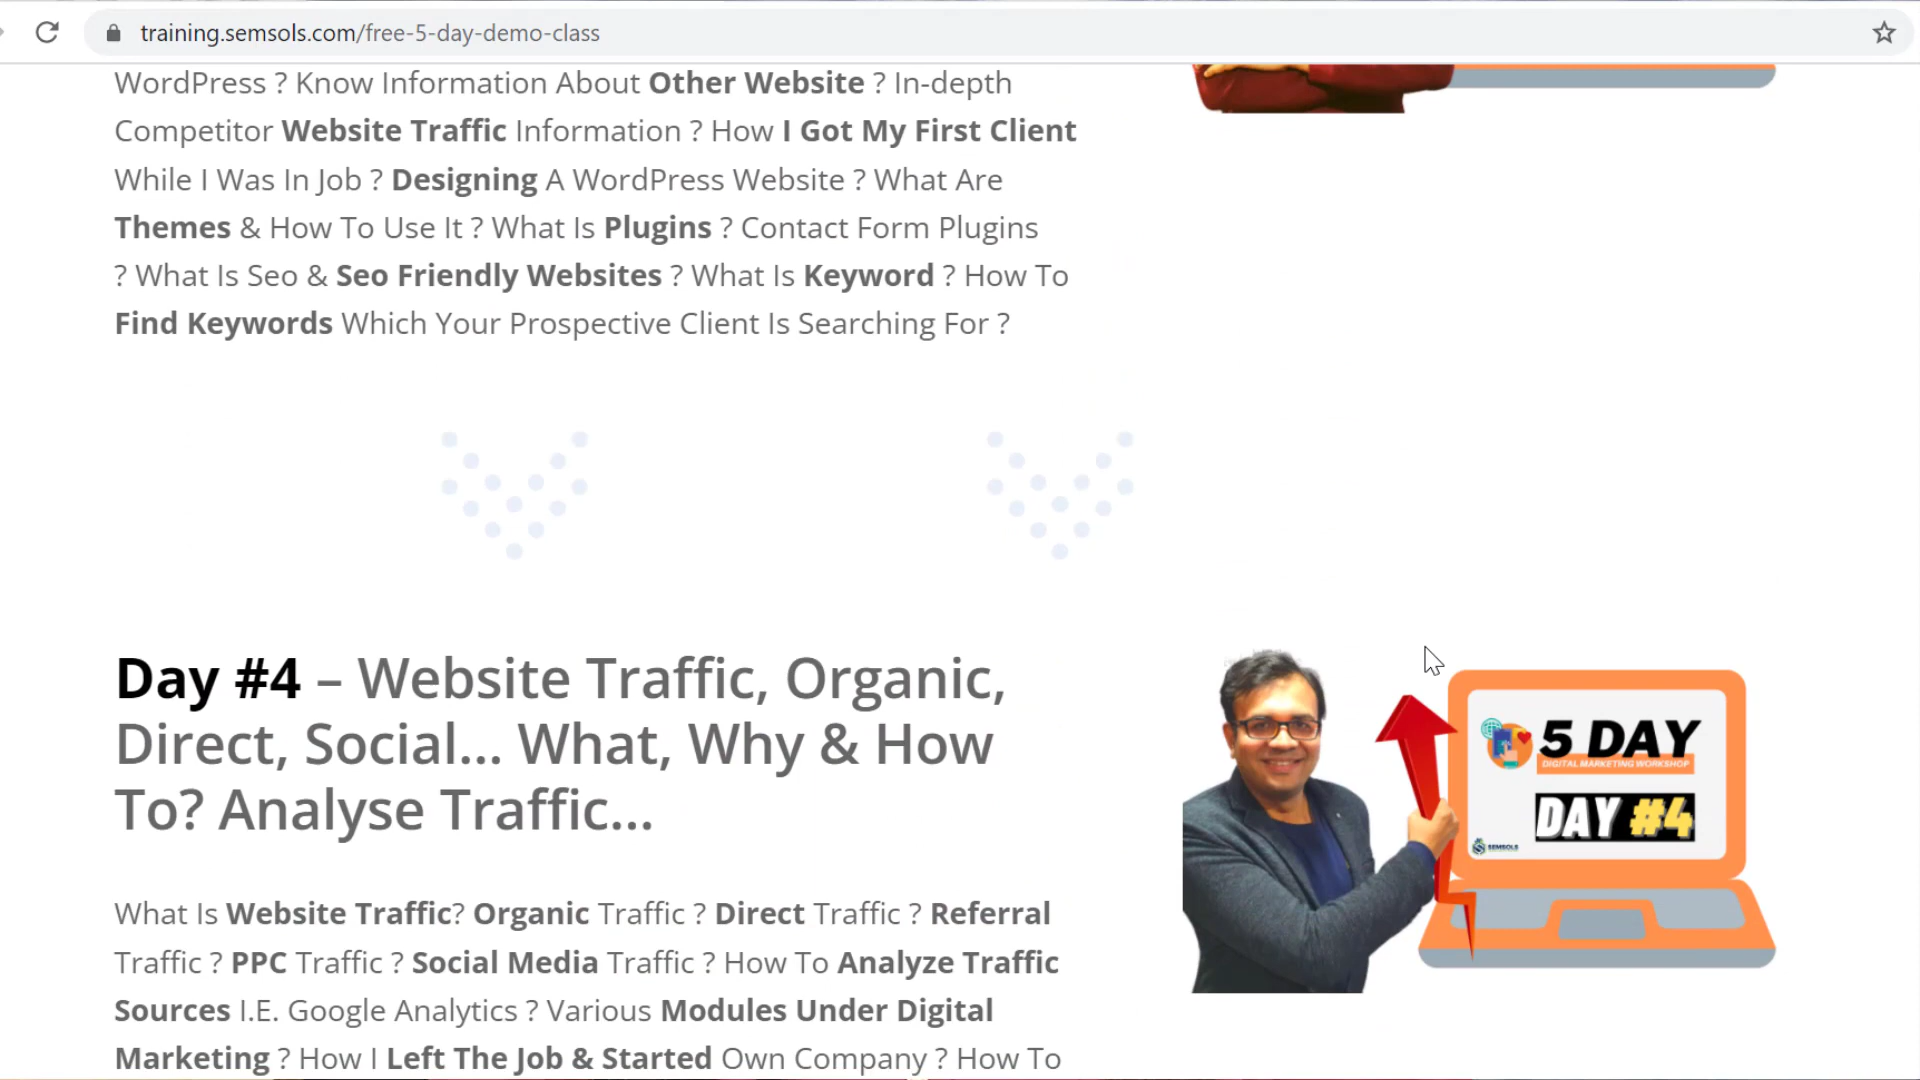 training.semsols.com/free-5-day-demo-class
WordPress ? Know Information About Other Website ? In-depth
Competitor Website Traffic Information ? How I Got My First Client
While I Was In Job ? Designing A WordPress Website ? What Are
Themes & How To Use It ? What Is Plugins ? Contact Form Plugins
? What Is Seo & Seo Friendly Websites ? What Is Keyword ? How To
Find Keywords Which Your Prospective Client Is Searching For ?
Day #4 – Website Traffic, Organic,
Direct, Social... What, Why & How
To? Analyse Traffic...
5 DAY
DIGITAL MARKETING WORKSHOP
DAY #4
SEMSOLS
What Is Website Traffic? Organic Traffic ? Direct Traffic ? Referral
Traffic ? PPC Traffic ? Social Media Traffic ? How To Analyze Traffic
Sources I.E. Google Analytics ? Various Modules Under Digital
Marketing ? How I Left The Job & Started Own Company ? How To